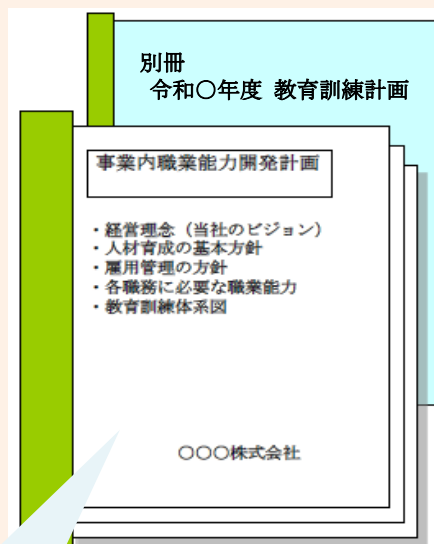 別冊
令和〇年度 教育訓練計画
事業内職業能力開発計画
・経営理念（当社のビジョン）
・人材育成の基本方針
・雇用管理の方針
・各職務に必要な職業能力
・教育訓練体系図
〇〇〇株式会社